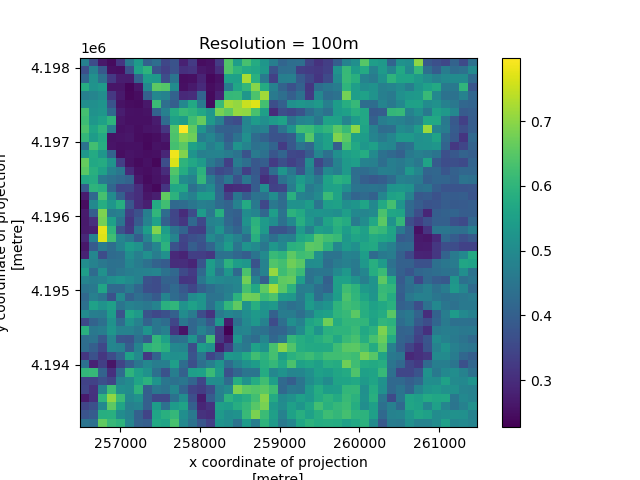 Resolution = 100m
1e6
4.198
4.197
4.196
4.195
4.194
y coordinate of projection
[metre]
257000 258000 259000 260000 261000
x coordinate of projection
[metre]
0.7
0.6
0.5
0.4
0.3